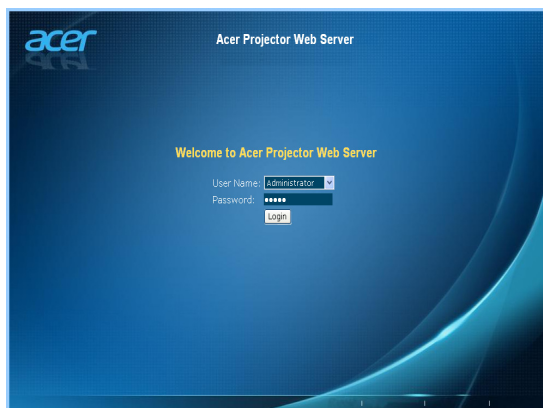 acer
Acer Projector Web Server
Welcome to Acer Projector Web Server
User Name: Administrator
Password: •••••
Login